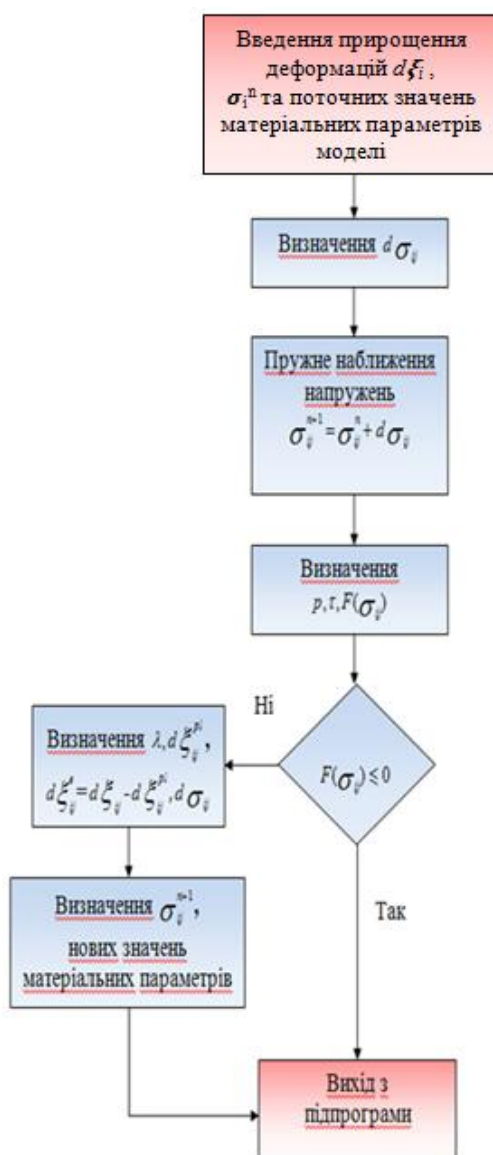 Введення прирощення
деформацій dξᵢ ,
σᵢⁿ та поточних значень
матеріальних параметрів
моделі
Визначення dσᵢⱼ
Пружне наближення
напружень
σᵢⱼⁿ⁺¹=σᵢⱼⁿ+dσᵢⱼ
Визначення
p,τ,F(σᵢⱼ)
Ні
F(σᵢⱼ)≤0
Визначення λ,dξᵢⱼᵖˡ,
dξᵢⱼᵉ=dξᵢⱼ-dξᵢⱼᵖˡ,dσᵢⱼ
Так
Визначення σᵢⱼⁿ⁺¹,
нових значень
матеріальних параметрів
Вихід з
підпрограми